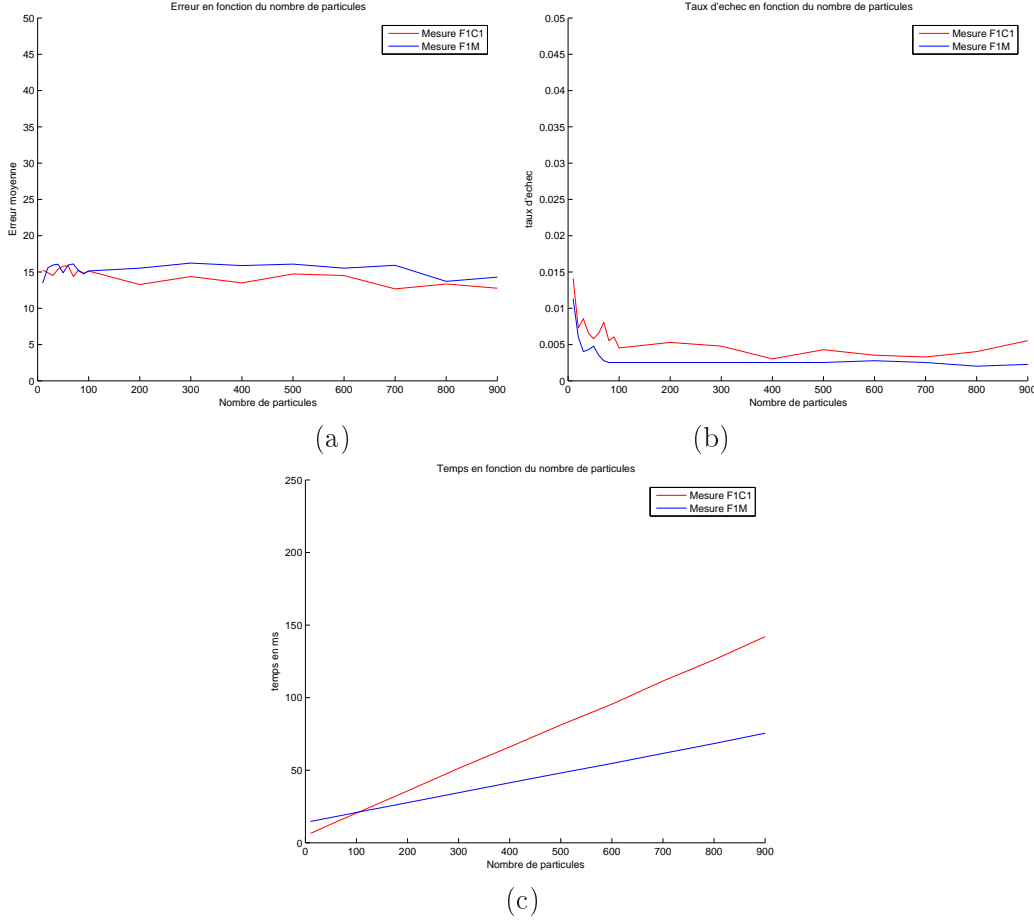 Erreur en fonction du nombre de particules
50
45
40
35
30
25
20
15
10
5
0
Erreur moyenne
Mesure F1C1
Mesure F1M
0 100 200 300 400 500 600 700 800 900
Nombre de particules
(a)
Taux d'echec en fonction du nombre de particules
0.05
0.045
0.04
0.035
0.03
0.025
0.02
0.015
0.01
0.005
0
taux d'echec
Mesure F1C1
Mesure F1M
0 100 200 300 400 500 600 700 800 900
Nombre de particules
(b)
Temps en fonction du nombre de particules
250
200
150
100
50
0
temps en ms
Mesure F1C1
Mesure F1M
0 100 200 300 400 500 600 700 800 900
Nombre de particules
(c)